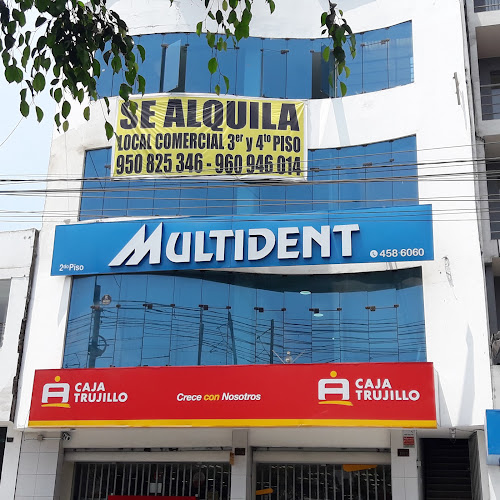 SE ALQUILA
LOCAL COMERCIAL 3er y 4to PISO
950 825 346 - 960 946 014
MULTIDENT
2do Piso
458-6060
CAJA
TRUJILLO
Crece con Nosotros
CAJA
TRUJILLO